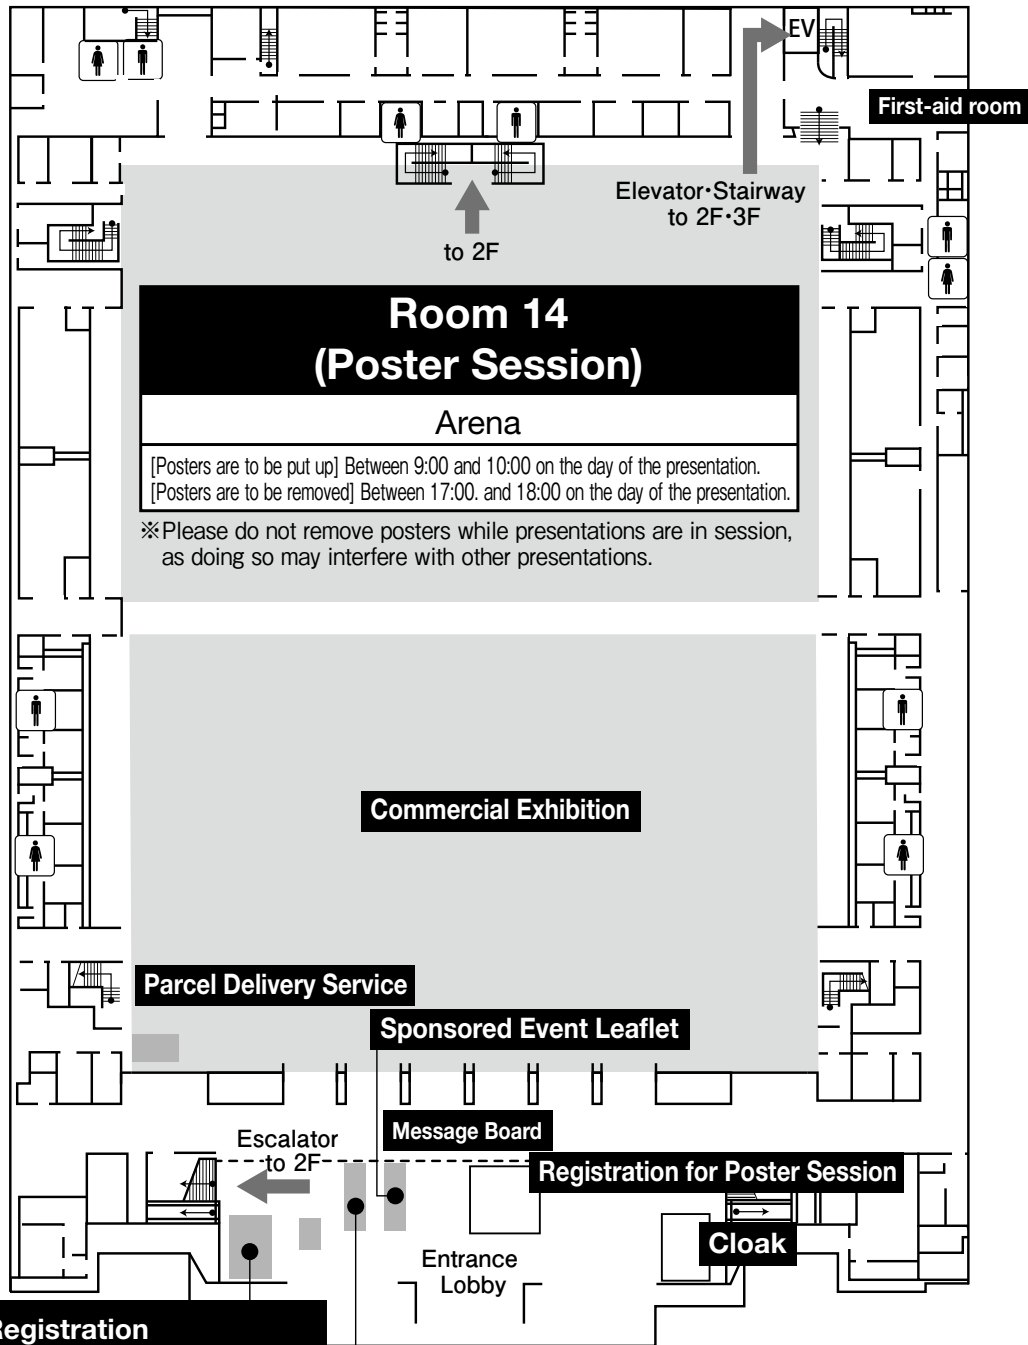 EV
First-aid room
Elevator・Stairway
to 2F・3F
to 2F
Room 14
(Poster Session)
Arena
[Posters are to be put up] Between 9:00 and 10:00 on the day of the presentation.
[Posters are to be removed] Between 17:00. and 18:00 on the day of the presentation.
※Please do not remove posters while presentations are in session,
as doing so may interfere with other presentations.
Commercial Exhibition
Parcel Delivery Service
Sponsored Event Leaflet
Message Board
Escalator
to 2F
Registration for Poster Session
Cloak
Entrance
Lobby
Registration